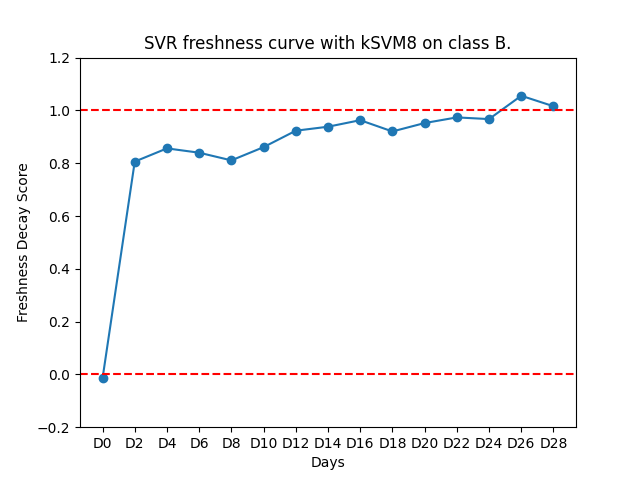 SVR freshness curve with kSVM8 on class B.
1.2
1.0
0.8
0.6
0.4
0.2
0.0
−0.2
Freshness Decay Score
D0 D2 D4 D6 D8 D10 D12 D14 D16 D18 D20 D22 D24 D26 D28
Days